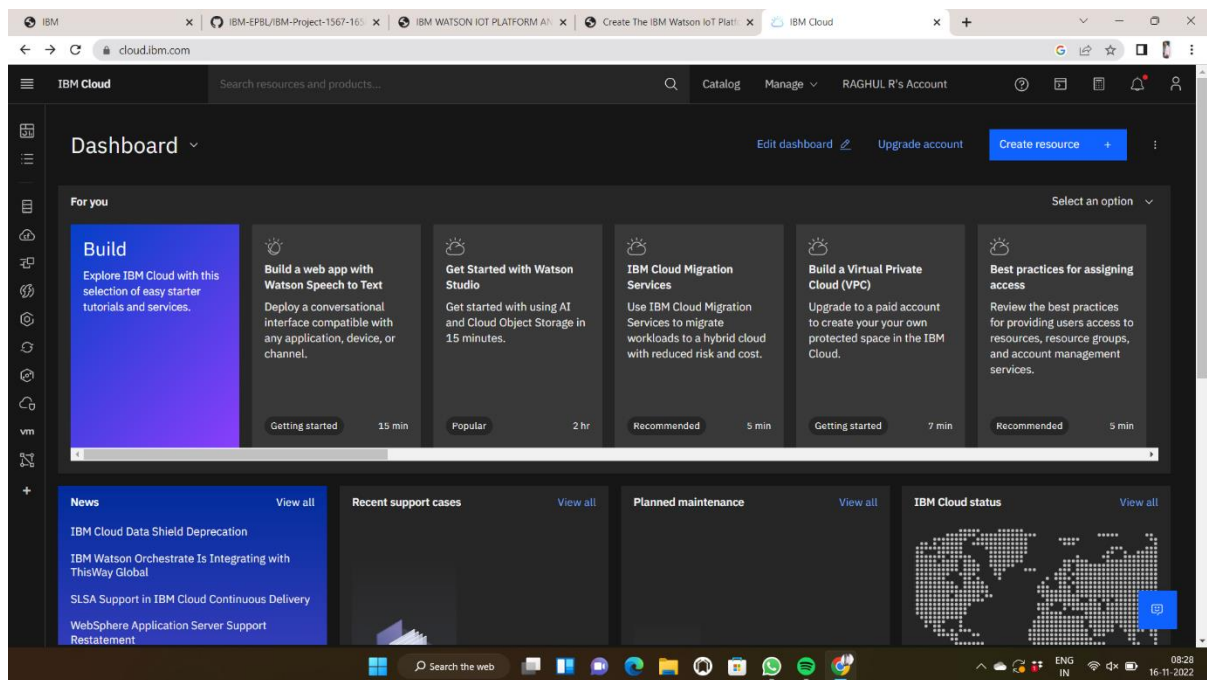 IBM
IBM-EPBL/IBM-Project-1567-165
IBM WATSON IOT PLATFORM AN
Create The IBM Watson IoT Platf
IBM Cloud
cloud.ibm.com
IBM Cloud
Search resources and products...
Catalog
Manage
RAGHUL R's Account
Dashboard
Edit dashboard
Upgrade account
Create resource +
For you
Select an option
Build
Explore IBM Cloud with this
selection of easy starter
tutorials and services.
Build a web app with
Watson Speech to Text
Deploy a conversational
interface compatible with
any application, device, or
channel.
Getting started 15 min
Get Started with Watson
Studio
Get started with using AI
and Cloud Object Storage in
15 minutes.
Popular 2 hr
IBM Cloud Migration
Services
Use IBM Cloud Migration
Services to migrate
workloads to a hybrid cloud
with reduced risk and cost.
Recommended 5 min
Build a Virtual Private
Cloud (VPC)
Upgrade to a paid account
to create your your own
protected space in the IBM
Cloud.
Getting started 7 min
Best practices for assigning
access
Review the best practices
for providing users access to
resources, resource groups,
and account management
services.
Recommended 5 min
vm
News View all
IBM Cloud Data Shield Deprecation
IBM Watson Orchestrate Is Integrating with
ThisWay Global
SLSA Support in IBM Cloud Continuous Delivery
WebSphere Application Server Support
Restatement
Recent support cases View all
Planned maintenance View all
IBM Cloud status View all
Search the web
ENG
IN
08:28
16-11-2022